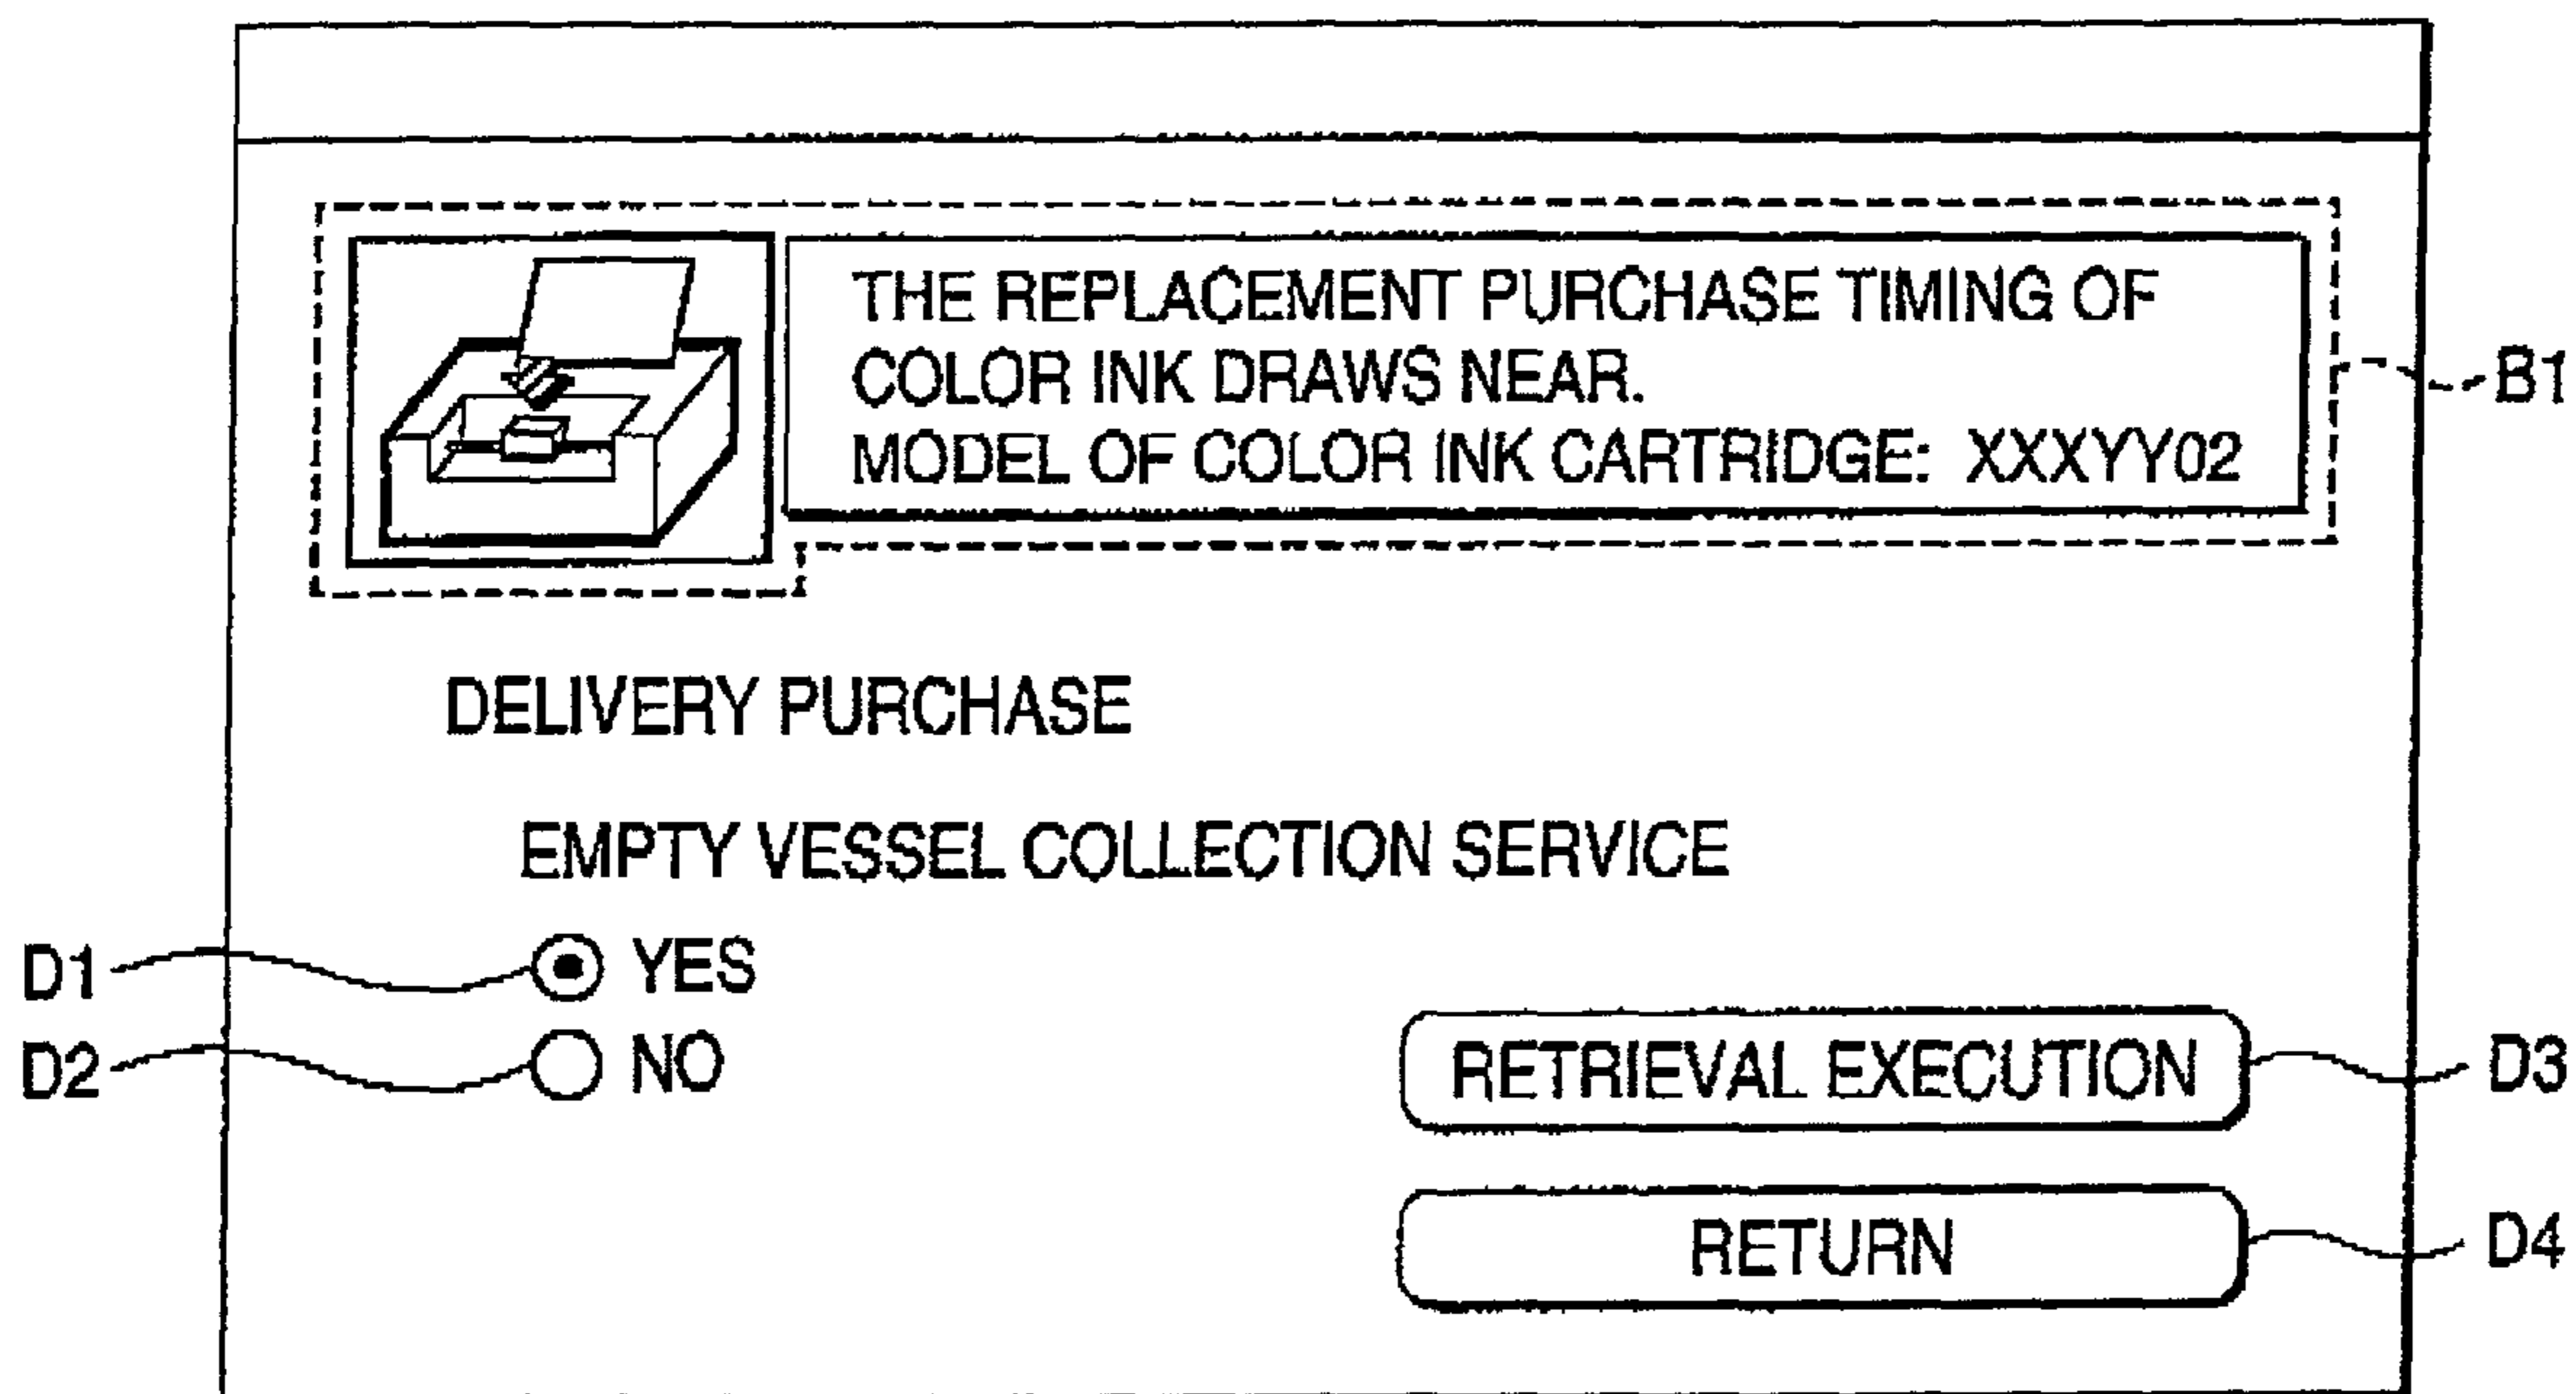 THE REPLACEMENT PURCHASE TIMING OF
COLOR INK DRAWS NEAR.
MODEL OF COLOR INK CARTRIDGE: XXXYY02
B1
DELIVERY PURCHASE
EMPTY VESSEL COLLECTION SERVICE
D1 YES
D2 NO
RETRIEVAL EXECUTION D3
RETURN D4